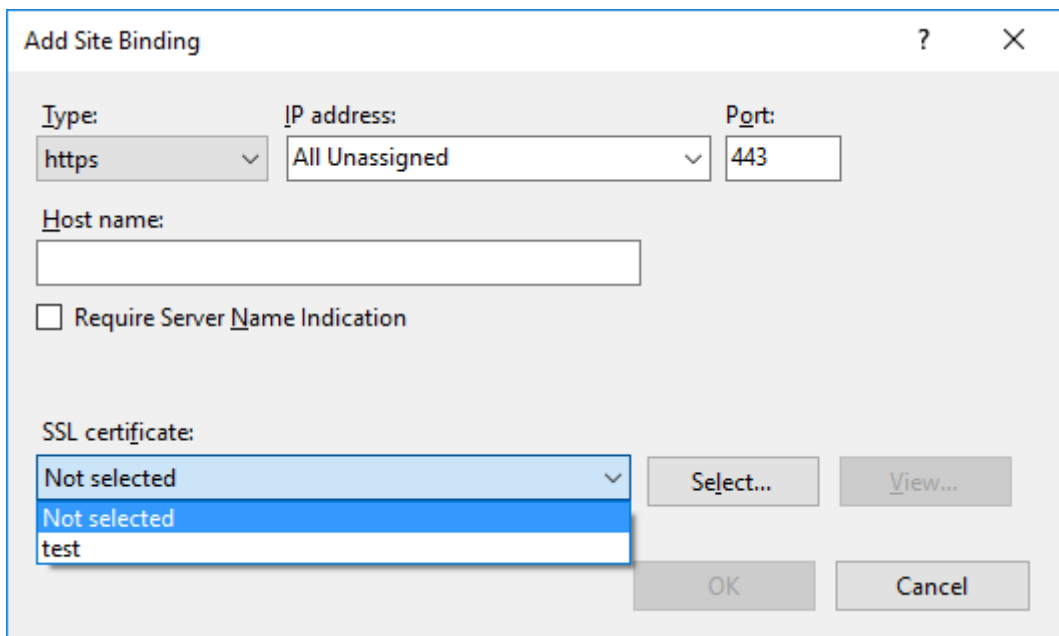 Add Site Binding ?
Type: IP address: Port:
https All Unassigned 443
Host name:
Require Server Name Indication
SSL certificate:
Not selected Select... View...
Not selected
test
OK Cancel